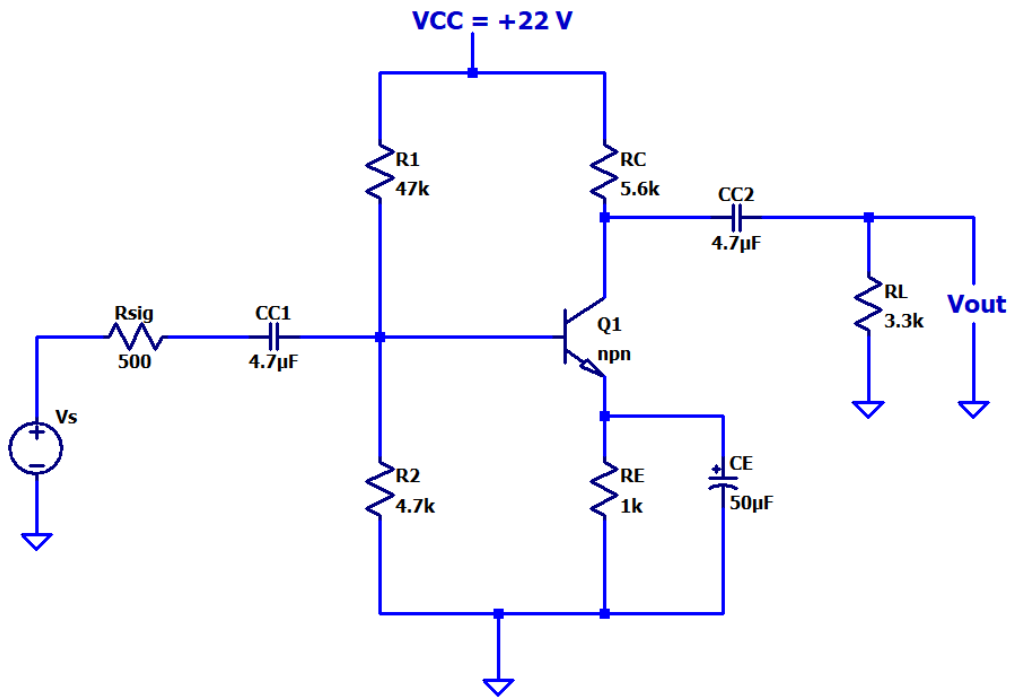 VCC = +22 V
R1
47k
RC
5.6k
CC2
4.7µF
Rsig
500
CC1
4.7µF
Q1
npn
RL
3.3k
Vout
Vs
R2
4.7k
RE
1k
CE
50µF